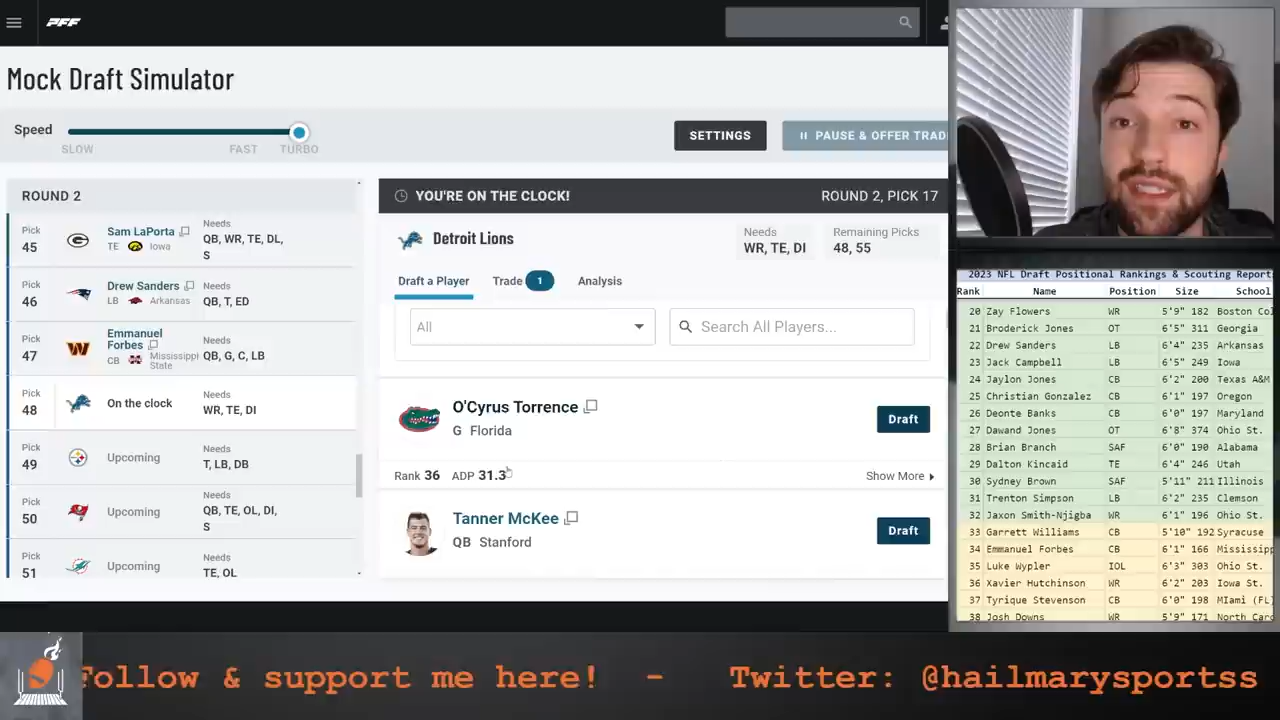 PFF
Mock Draft Simulator
Speed
SLOW
FAST
TURBO
SETTINGS
PAUSE & OFFER TRAD
ROUND 2
Pick
45
Sam LaPorta
TE Iowa
Needs
QB, WR, TE, DL,
S
Pick
46
Drew Sanders
LB Arkansas
Needs
QB, T, ED
Pick
47
Emmanuel
Forbes
CB Mississippi
State
Needs
QB, G, C, LB
Pick
48
On the clock
Needs
WR, TE, DI
Pick
49
Upcoming
Needs
T, LB, DB
Pick
50
Upcoming
Needs
QB, TE, OL, DI,
S
Pick
51
Upcoming
Needs
TE, OL
YOU'RE ON THE CLOCK!
ROUND 2, PICK 17
Detroit Lions
Needs
WR, TE, DI
Remaining Picks
48, 55
Draft a Player
Trade 1
Analysis
All
Search All Players...
O'Cyrus Torrence
G Florida
Draft
Rank 36 ADP 31.3
Show More
Tanner McKee
QB Stanford
Draft
2023 NFL Draft Positional Rankings & Scouting Report
Rank Name Position Size School
20 Zay Flowers WR 5'9" 182 Boston Col
21 Broderick Jones OT 6'5" 311 Georgia
22 Drew Sanders LB 6'4" 235 Arkansas
23 Jack Campbell LB 6'5" 249 Iowa
24 Jaylon Jones CB 6'2" 200 Texas A&M
25 Christian Gonzalez CB 6'1" 197 Oregon
26 Deonte Banks CB 6'0" 197 Maryland
27 Dawand Jones OT 6'8" 374 Ohio St.
28 Brian Branch SAF 6'0" 190 Alabama
29 Dalton Kincaid TE 6'4" 246 Utah
30 Sydney Brown SAF 5'11" 211 Illinois
31 Trenton Simpson LB 6'2" 235 Clemson
32 Jaxon Smith-Njigba WR 6'1" 196 Ohio St.
33 Garrett Williams CB 5'10" 192 Syracuse
34 Emmanuel Forbes CB 6'1" 166 Mississipp
35 Luke Wypler IOL 6'3" 303 Ohio St.
36 Xavier Hutchinson WR 6'2" 203 Iowa St.
37 Tyrique Stevenson CB 6'0" 198 MIami (FL)
38 Josh Downs WR 5'9" 171 North Caro
Follow & support me here! - Twitter: @hailmarysportss